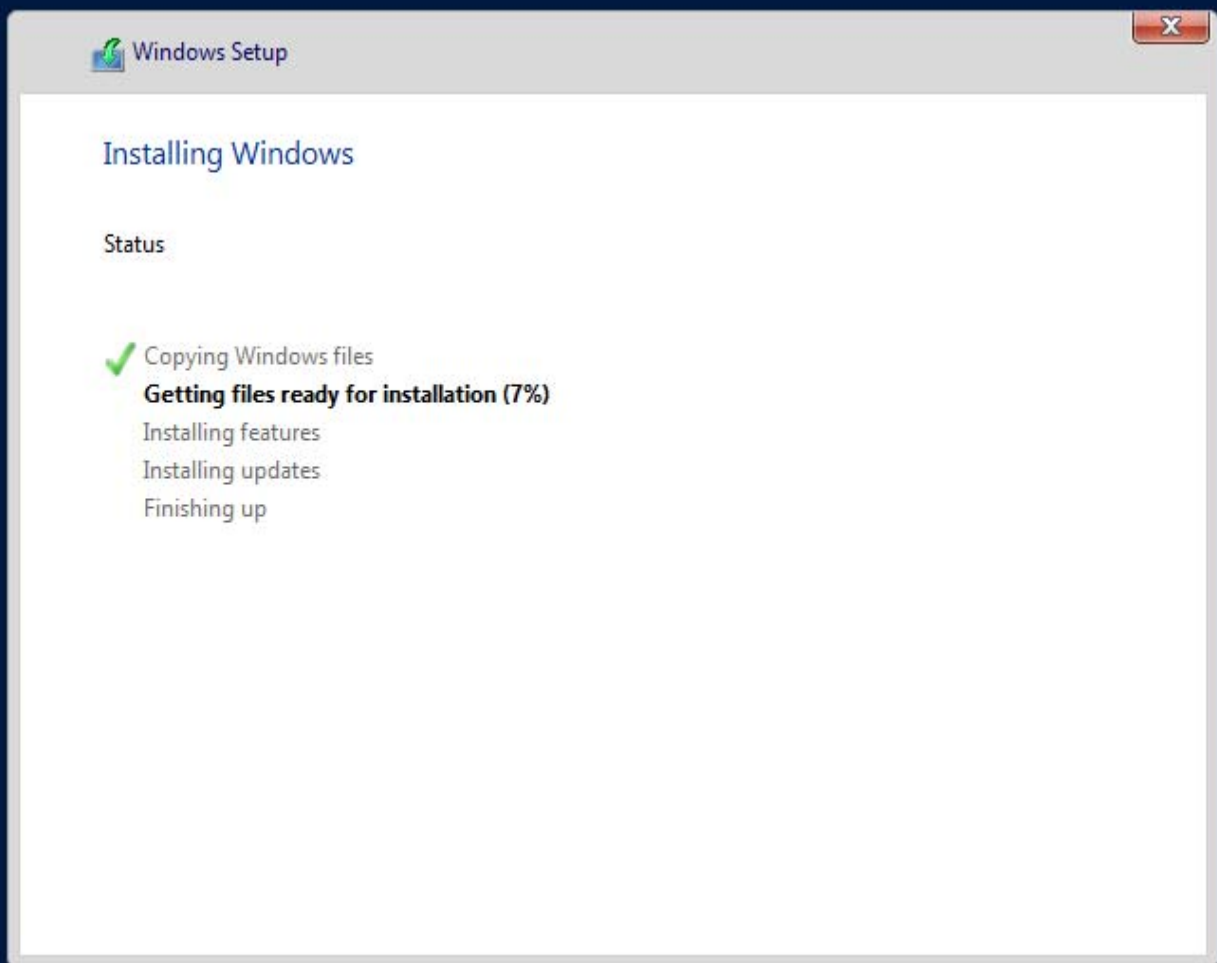 Windows Setup
Installing Windows
Status
Copying Windows files
Getting files ready for installation (7%)
Installing features
Installing updates
Finishing up